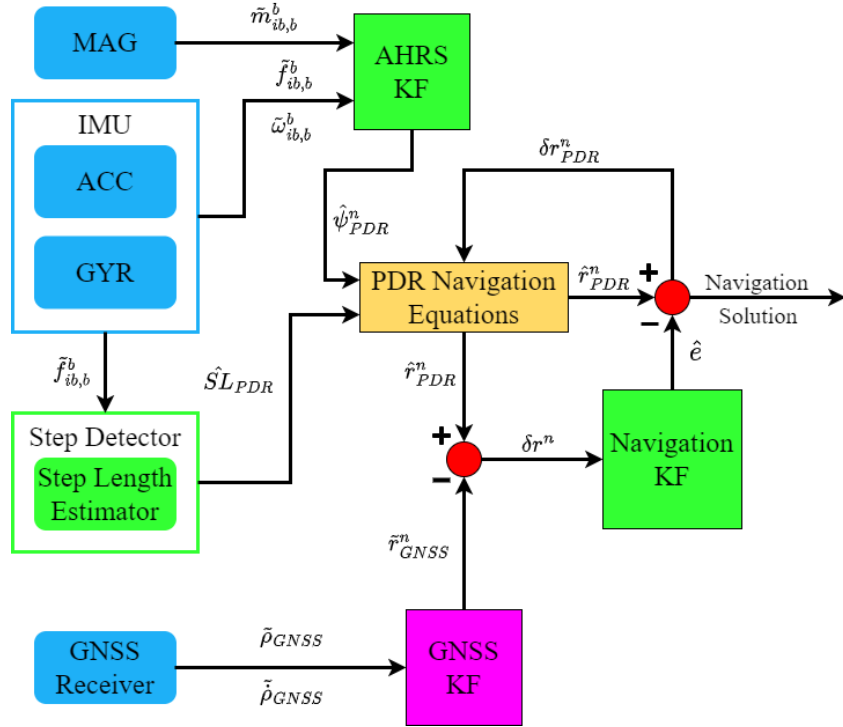 MAG
m̃^b_{ib,b}
AHRS
KF
f̃^b_{ib,b}
ω̃^b_{ib,b}
IMU
ACC
GYR
δr^n_{PDR}
ψ̂^n_{PDR}
PDR Navigation
Equations
r̂^n_{PDR}
+
−
Navigation
Solution
f̃^b_{ib,b}
ŜL_{PDR}
r̂^n_{PDR}
ê
Step Detector
Step Length
Estimator
+
−
δr^n
Navigation
KF
r̃^n_{GNSS}
GNSS
Receiver
ρ̃_{GNSS}
ρ̇̃_{GNSS}
GNSS
KF